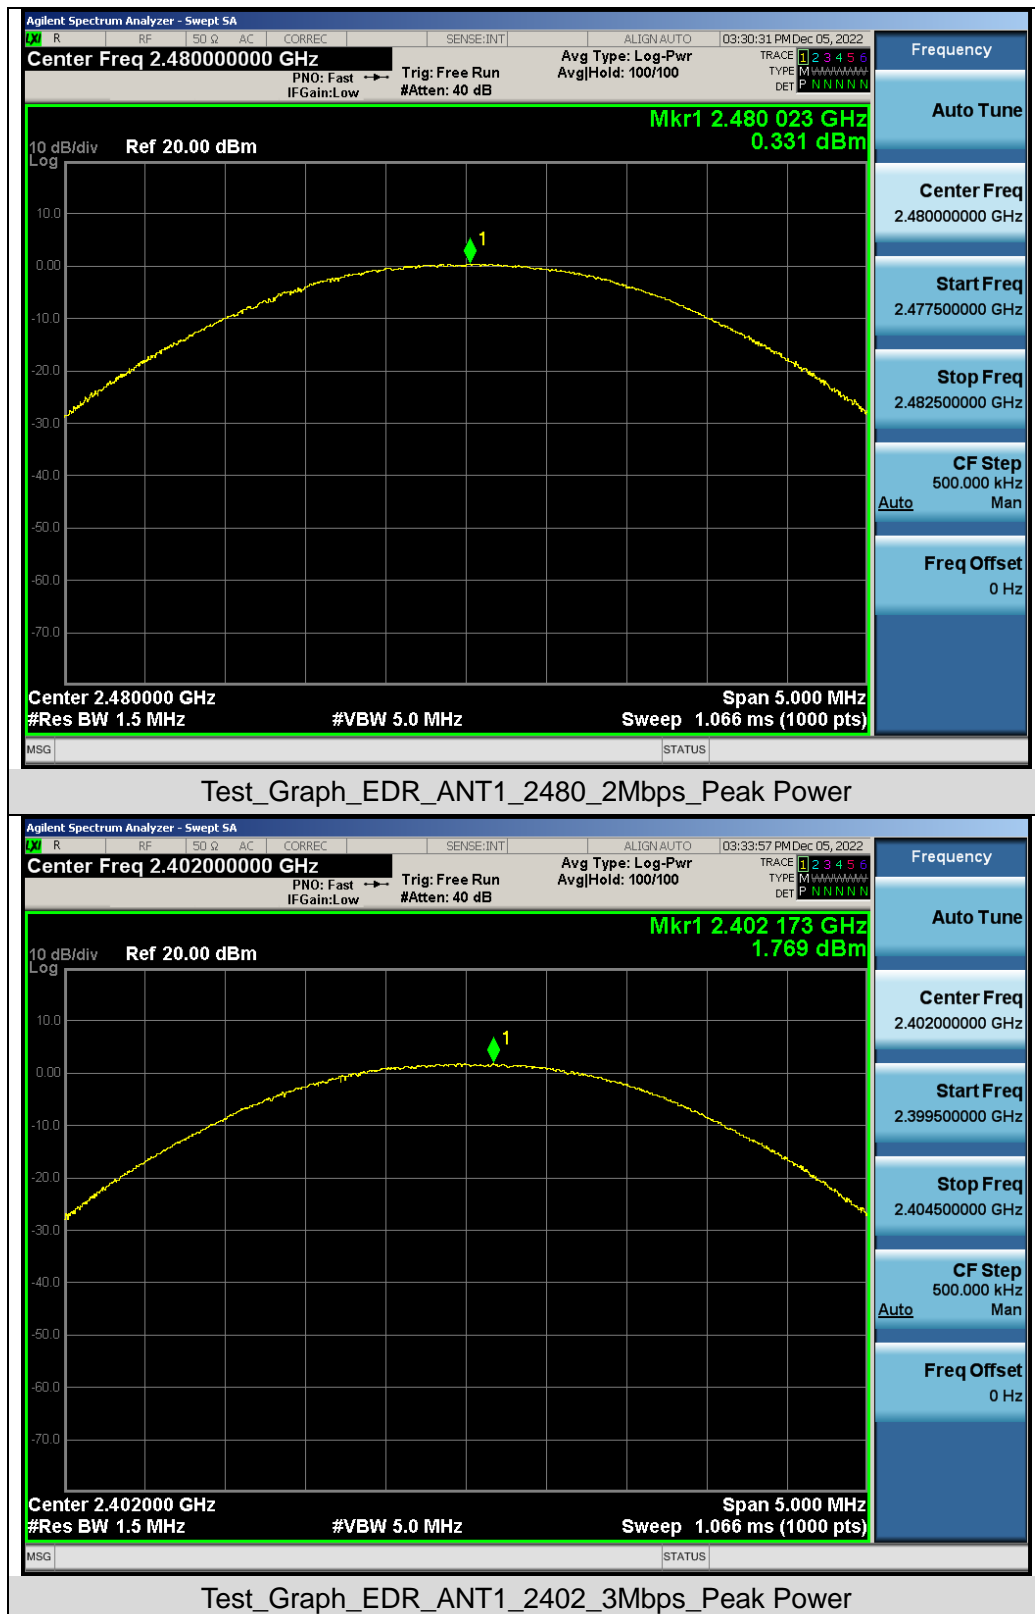 Agilent Spectrum Analyzer - Swept SA
LXI R RF 50 Ω AC CORREC SENSE:INT ALIGN AUTO 03:30:31 PM Dec 05, 2022
Center Freq 2.480000000 GHz
PNO: Fast
IFGain:Low
Trig: Free Run
#Atten: 40 dB
Avg Type: Log-Pwr
Avg|Hold: 100/100
TRACE 1 2 3 4 5 6
TYPE M
DET P N N N N N
Mkr1 2.480 023 GHz
0.331 dBm
10 dB/div Ref 20.00 dBm
Log
10.0
0.00
1
-10.0
-20.0
-30.0
-40.0
-50.0
-60.0
-70.0
Center 2.480000 GHz Span 5.000 MHz
#Res BW 1.5 MHz #VBW 5.0 MHz Sweep 1.066 ms (1000 pts)
MSG STATUS
Frequency
Auto Tune
Center Freq
2.480000000 GHz
Start Freq
2.477500000 GHz
Stop Freq
2.482500000 GHz
CF Step
500.000 kHz
Auto Man
Freq Offset
0 Hz
Test_Graph_EDR_ANT1_2480_2Mbps_Peak Power
Agilent Spectrum Analyzer - Swept SA
LXI R RF 50 Ω AC CORREC SENSE:INT ALIGN AUTO 03:33:57 PM Dec 05, 2022
Center Freq 2.402000000 GHz
PNO: Fast
IFGain:Low
Trig: Free Run
#Atten: 40 dB
Avg Type: Log-Pwr
Avg|Hold: 100/100
TRACE 1 2 3 4 5 6
TYPE M
DET P N N N N N
Mkr1 2.402 173 GHz
1.769 dBm
10 dB/div Ref 20.00 dBm
Log
10.0
1
0.00
-10.0
-20.0
-30.0
-40.0
-50.0
-60.0
-70.0
Center 2.402000 GHz Span 5.000 MHz
#Res BW 1.5 MHz #VBW 5.0 MHz Sweep 1.066 ms (1000 pts)
MSG STATUS
Frequency
Auto Tune
Center Freq
2.402000000 GHz
Start Freq
2.399500000 GHz
Stop Freq
2.404500000 GHz
CF Step
500.000 kHz
Auto Man
Freq Offset
0 Hz
Test_Graph_EDR_ANT1_2402_3Mbps_Peak Power